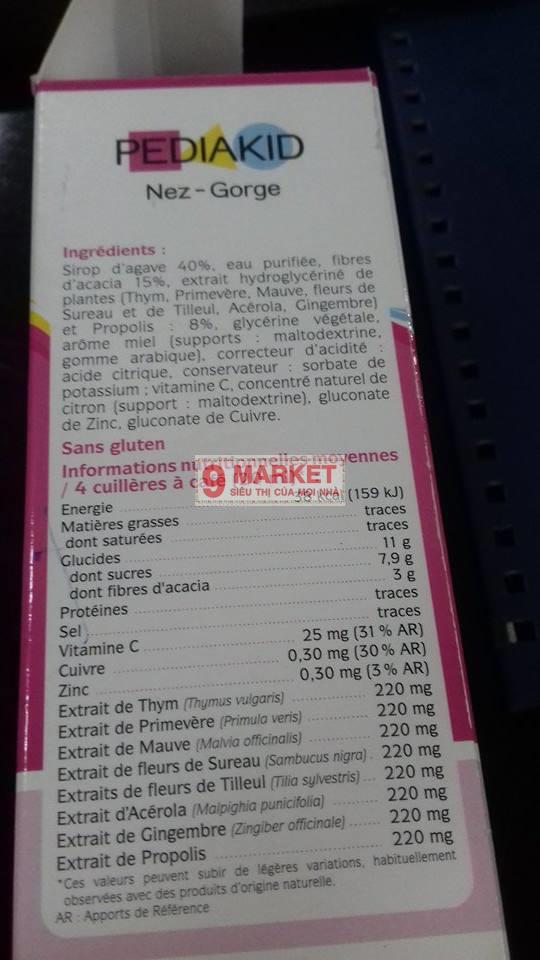 PEDIAKID
Nez-Gorge
Ingrédients :
Sirop d'agave 40%, eau purifiée, fibres
d'acacia 15%, extrait hydroglycériné de
plantes (Thym, Primevère, Mauve, fleurs de
Sureau et de Tilleul, Acérola, Gingembre)
et Propolis : 8%, glycérine végétale,
arôme miel (supports : maltodextrine,
gomme arabique), correcteur d'acidité :
acide citrique, conservateur : sorbate de
potassium ; vitamine C, concentré naturel de
citron (support : maltodextrine), gluconate
de Zinc, gluconate de Cuivre.
Sans gluten
Informations nutritionnelles moyennes
/ 4 cuillères à
9 MARKET
SIÊU THỊ CỦA MỌI NHÀ
Energie (159 kJ)
Matières grasses traces
dont saturées traces
Glucides 11 g
dont sucres 7,9 g
dont fibres d'acacia 3 g
Protéines traces
Sel traces
Vitamine C 25 mg (31 % AR)
Cuivre 0,30 mg (30 % AR)
Zinc 0,30 mg (3 % AR)
Extrait de Thym (Thymus vulgaris) 220 mg
Extrait de Primevère (Primula veris) 220 mg
Extrait de Mauve (Malvia officinalis) 220 mg
Extrait de fleurs de Sureau (Sambucus nigra) 220 mg
Extraits de fleurs de Tilleul (Tilia sylvestris) 220 mg
Extrait d'Acérola (Malpighia punicifolia) 220 mg
Extrait de Gingembre (Zingiber officinale) 220 mg
Extrait de Propolis 220 mg
*Ces valeurs peuvent subir de légères variations, habituellement
observées avec des produits d'origine naturelle.
AR : Apports de Référence